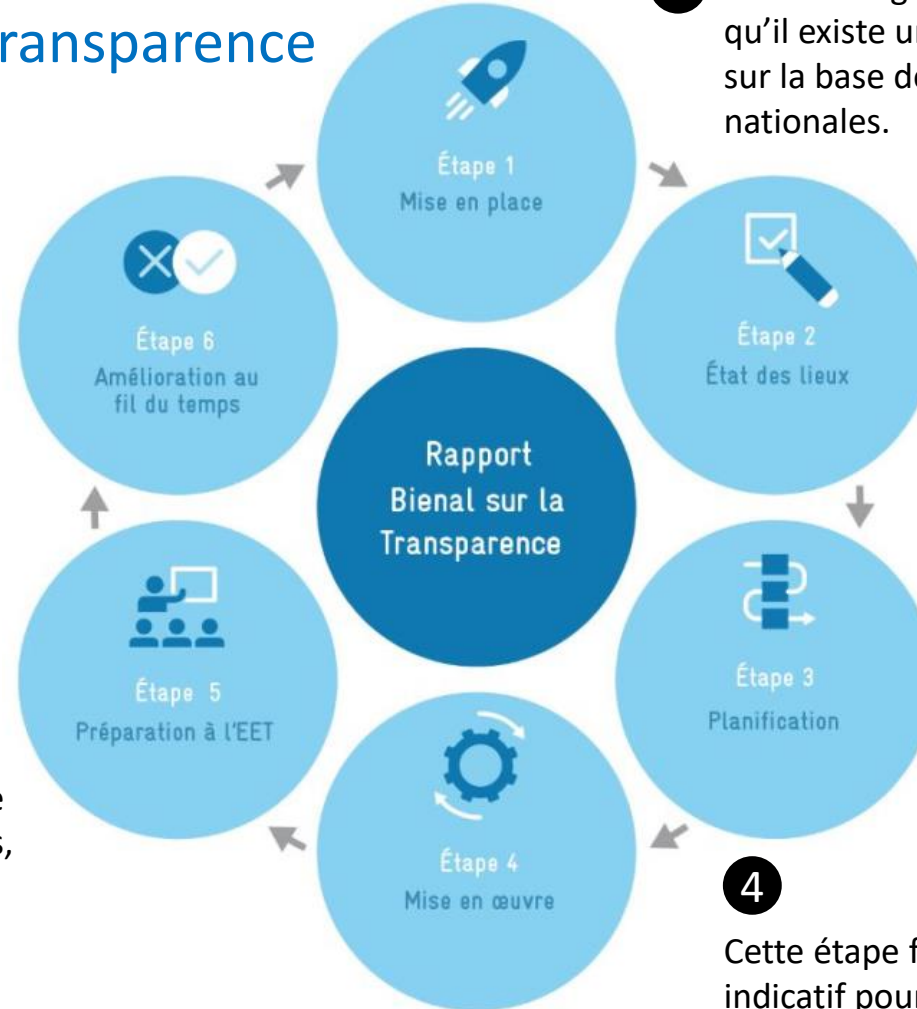 ransparence
qu'il existe
sur la base
nationales.
Étape 1
Mise en place
Étape 2
État des lieux
Étape 3
Planification
Étape 4
Mise en œuvre
Étape 5
Préparation à l'EET
Étape 6
Amélioration au
fil du temps
Rapport
Bienal sur la
Transparence
4
Cette étape
indicatif pour